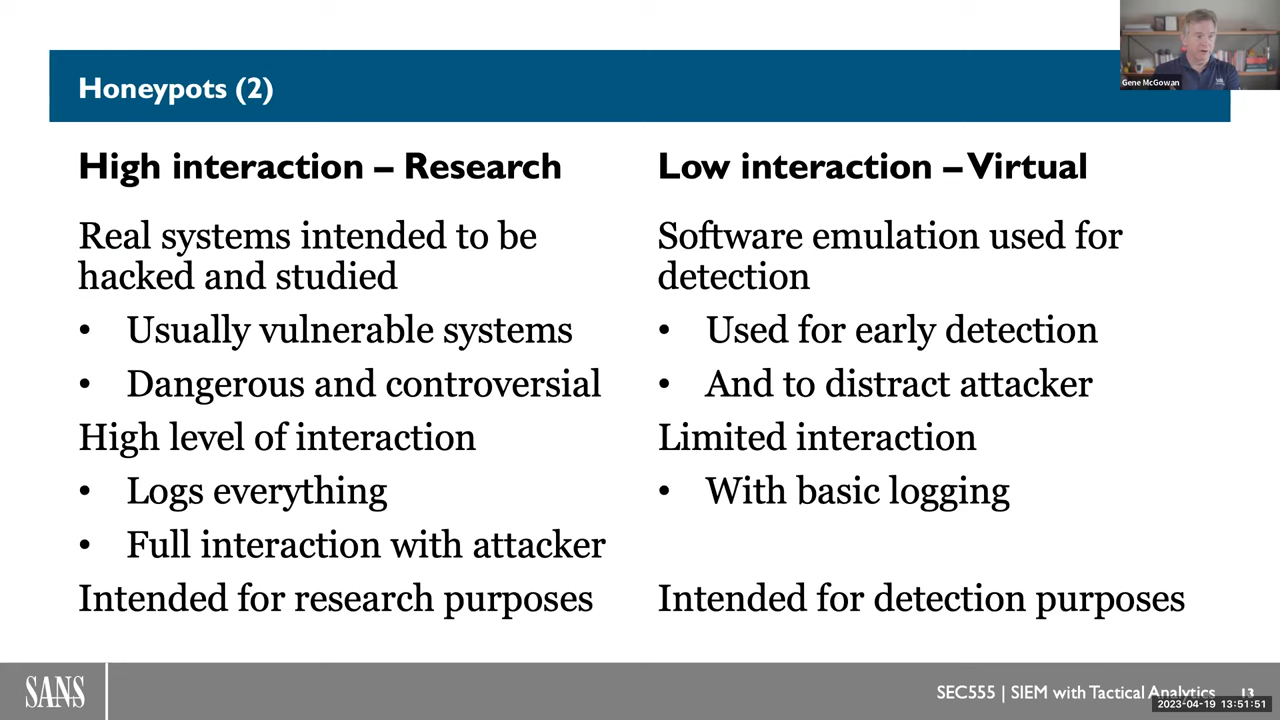 Gene McGowan
Honeypots (2)
High interaction – Research
Real systems intended to be
hacked and studied
• Usually vulnerable systems
• Dangerous and controversial
High level of interaction
• Logs everything
• Full interaction with attacker
Intended for research purposes
Low interaction – Virtual
Software emulation used for
detection
• Used for early detection
• And to distract attacker
Limited interaction
• With basic logging
Intended for detection purposes
SANS
SEC555 | SIEM with Tactical Analytics 13
2023-04-19 13:51:51